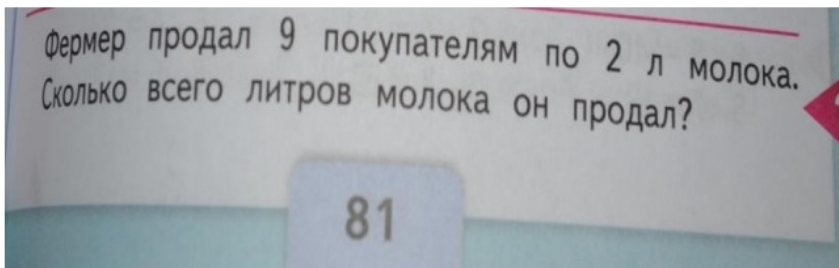 Фермер продал 9 покупателям по 2 л молока.
Сколько всего литров молока он продал?
81